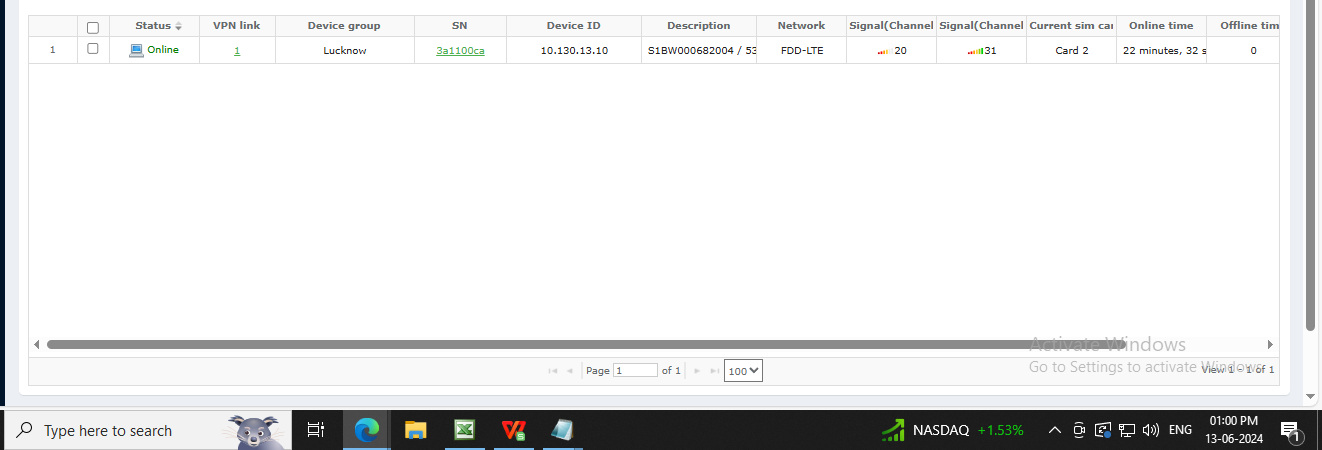 Status VPN link Device group SN Device ID Description Network Signal(Channel Signal(Channel Current sim car Online time Offline tim
1 Online 1 Lucknow 3a1100ca 10.130.13.10 S1BW000682004 / 53 FDD-LTE 20 31 Card 2 22 minutes, 32 s 0
Activate Windows
Go to Settings to activate Windows.
Page 1 of 1 100 View 1 - 1 of 1
Type here to search NASDAQ +1.53% ENG 01:00 PM
13-06-2024 1